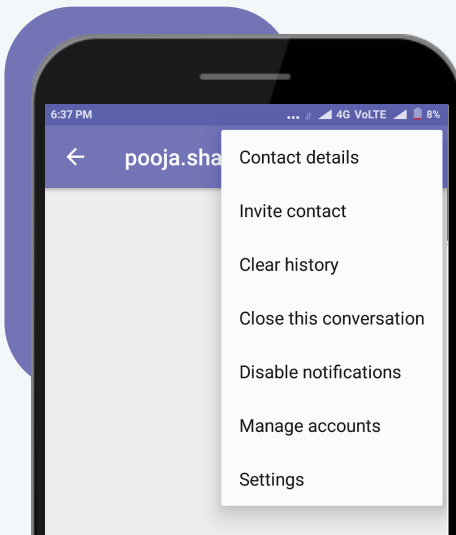 6:37 PM 4G VoLTE 8%
pooja.sha
Contact details
Invite contact
Clear history
Close this conversation
Disable notifications
Manage accounts
Settings